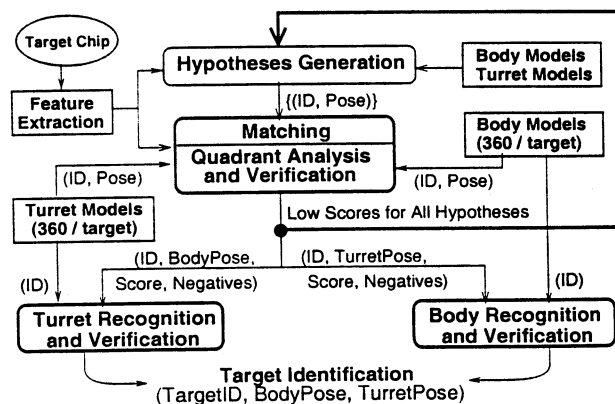 Target Chip
Hypotheses Generation
Body Models
Turret Models
Feature
Extraction
{(ID, Pose)}
Matching
Quadrant Analysis
and Verification
Body Models
(360 / target)
(ID, Pose)
(ID, Pose)
Turret Models
(360 / target)
Low Scores for All Hypotheses
(ID, BodyPose,
Score, Negatives)
(ID, TurretPose,
Score, Negatives)
(ID)
(ID)
Turret Recognition
and Verification
Body Recognition
and Verification
Target Identification
(TargetID, BodyPose, TurretPose)